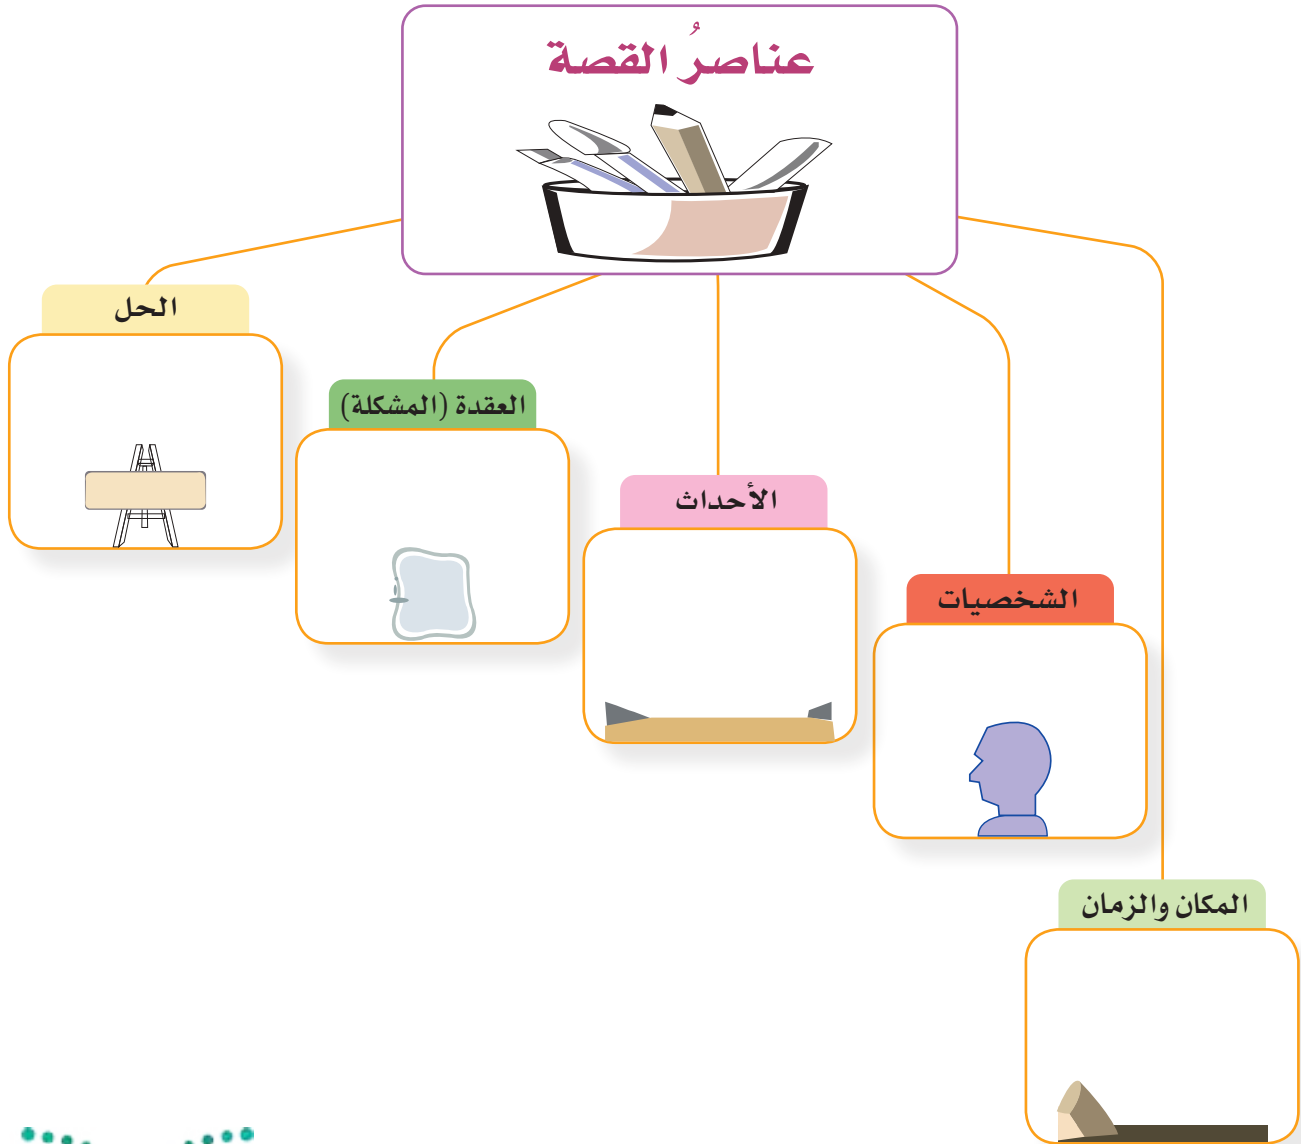 عناصرُ القصة
المكان والزمان
الشخصيات
الأحداث
العقدة (المشكلة)
الحل